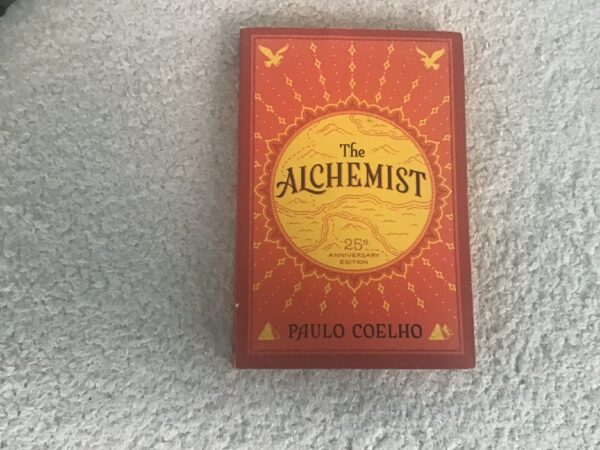 The
ALCHEMIST
25th
ANNIVERSARY
EDITION
PAULO COELHO